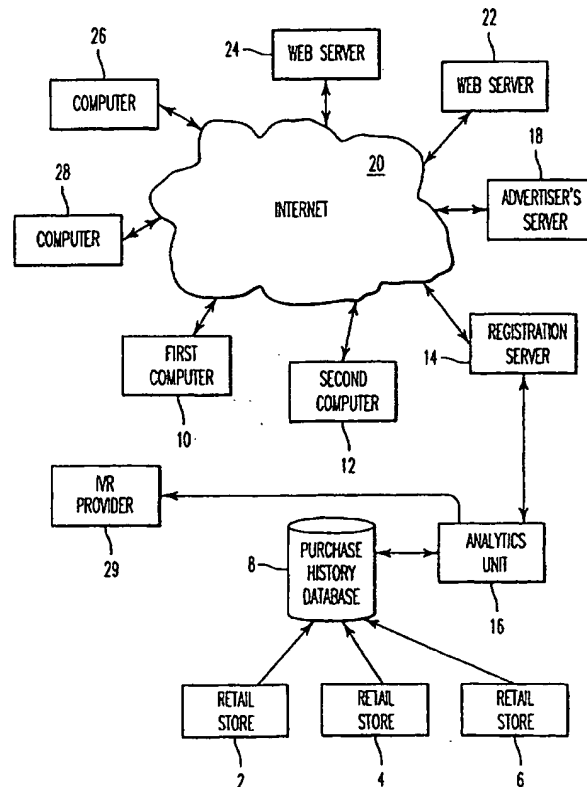 26
24
WEB SERVER
22
COMPUTER
WEB SERVER
20
18
28
INTERNET
ADVERTISER'S
SERVER
COMPUTER
FIRST
COMPUTER
SECOND
COMPUTER
14
REGISTRATION
SERVER
10
12
IVR
PROVIDER
29
8
PURCHASE
HISTORY
DATABASE
ANALYTICS
UNIT
16
RETAIL
STORE
RETAIL
STORE
RETAIL
STORE
2
4
6